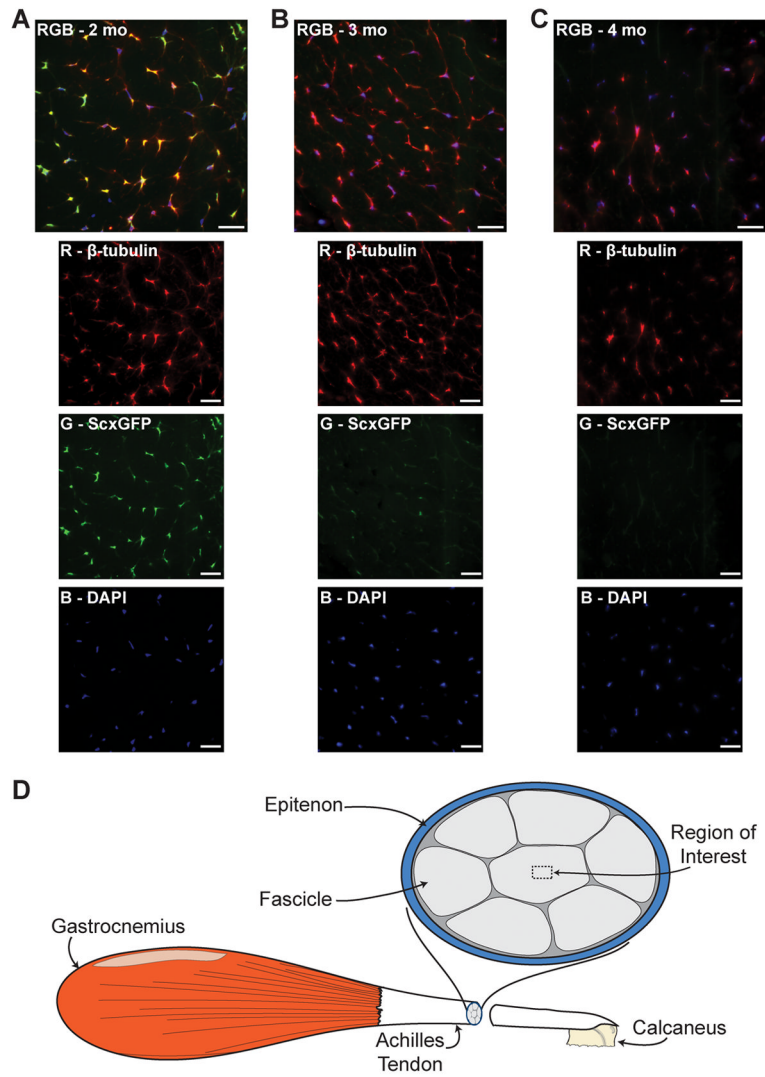 A
RGB - 2 mo
R - β-tubulin
G - ScxGFP
B - DAPI
B
RGB - 3 mo
R - β-tubulin
G - ScxGFP
B - DAPI
C
RGB - 4 mo
R - β-tubulin
G - ScxGFP
B - DAPI
D
Epitenon
Fascicle
Region of
Interest
Gastrocnemius
Achilles
Tendon
Calcaneus